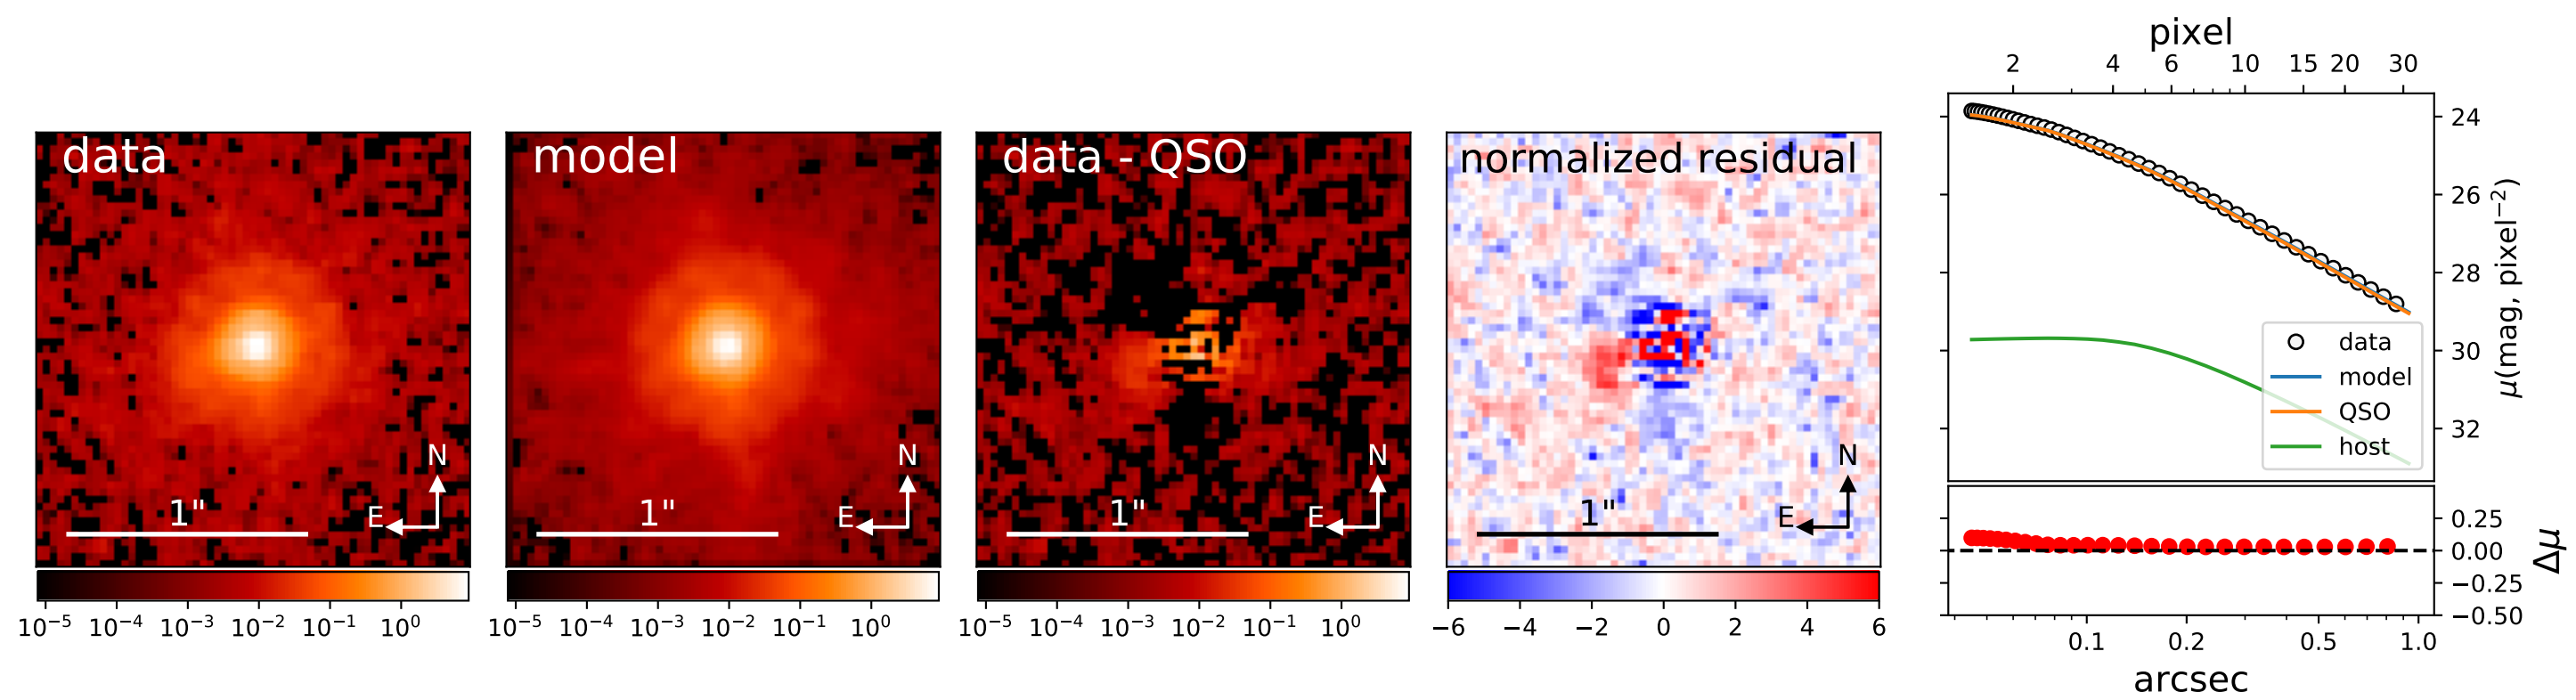 data
N
E
1"
10⁻⁵ 10⁻⁴ 10⁻³ 10⁻² 10⁻¹ 10⁰
model
N
E
1"
10⁻⁵ 10⁻⁴ 10⁻³ 10⁻² 10⁻¹ 10⁰
data - QSO
N
E
1"
10⁻⁵ 10⁻⁴ 10⁻³ 10⁻² 10⁻¹ 10⁰
normalized residual
N
E
1"
−6 −4 −2 0 2 4 6
pixel
2 4 6 10 15 20 30
24
26
28
30
32
μ(mag, pixel⁻²)
data
model
QSO
host
0.25
0.00
−0.25
−0.50
Δμ
0.1 0.2 0.5 1.0
arcsec